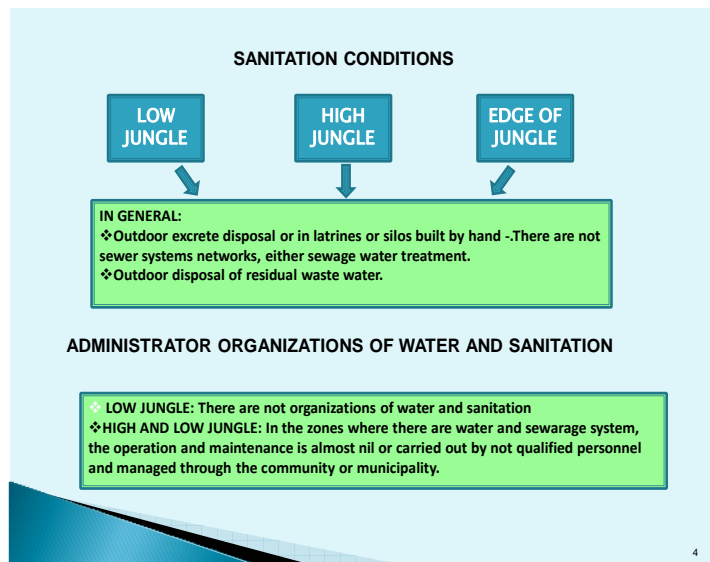 SANITATION CONDITIONS
LOW
JUNGLE
HIGH
JUNGLE
EDGE OF
JUNGLE
IN GENERAL:
❖Outdoor excrete disposal or in latrines or silos built by hand -.There are not
sewer systems networks, either sewage water treatment.
❖Outdoor disposal of residual waste water.
ADMINISTRATOR ORGANIZATIONS OF WATER AND SANITATION
❖ LOW JUNGLE: There are not organizations of water and sanitation
❖HIGH AND LOW JUNGLE: In the zones where there are water and sewarage system,
the operation and maintenance is almost nil or carried out by not qualified personnel
and managed through the community or municipality.
4